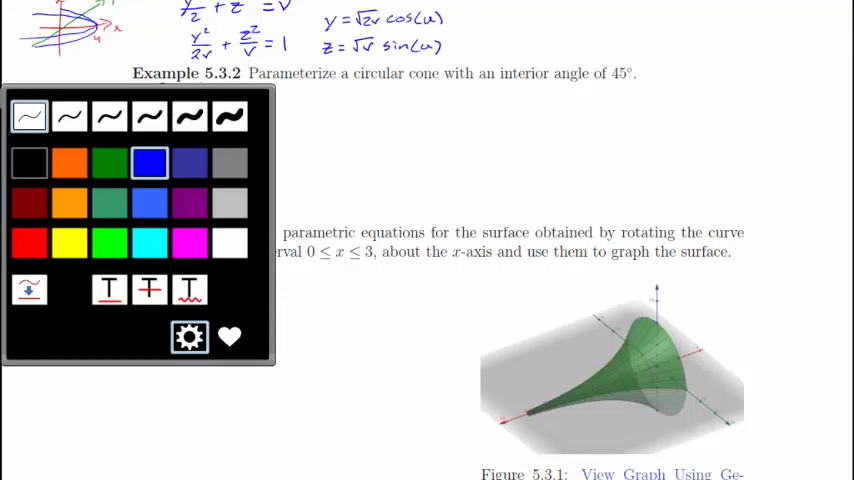 y²/2 + z² = v
y = √2v cos(u)
x
4
y²/2v + z²/v = 1
z = √v sin(u)
Example 5.3.2 Parameterize a circular cone with an interior angle of 45°.
T T T
parametric equations for the surface obtained by rotating the curve
erval 0 ≤ x ≤ 3, about the x-axis and use them to graph the surface.
Figure 5.3.1: View Graph Using Ge-